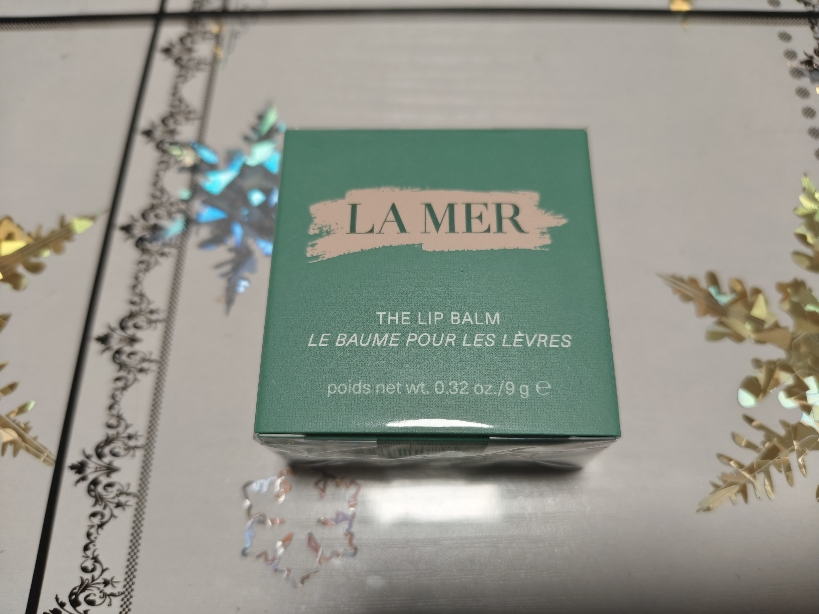 LA MER
THE LIP BALM
LE BAUME POUR LES LÈVRES
poids net wt. 0.32 oz./9 g ℮